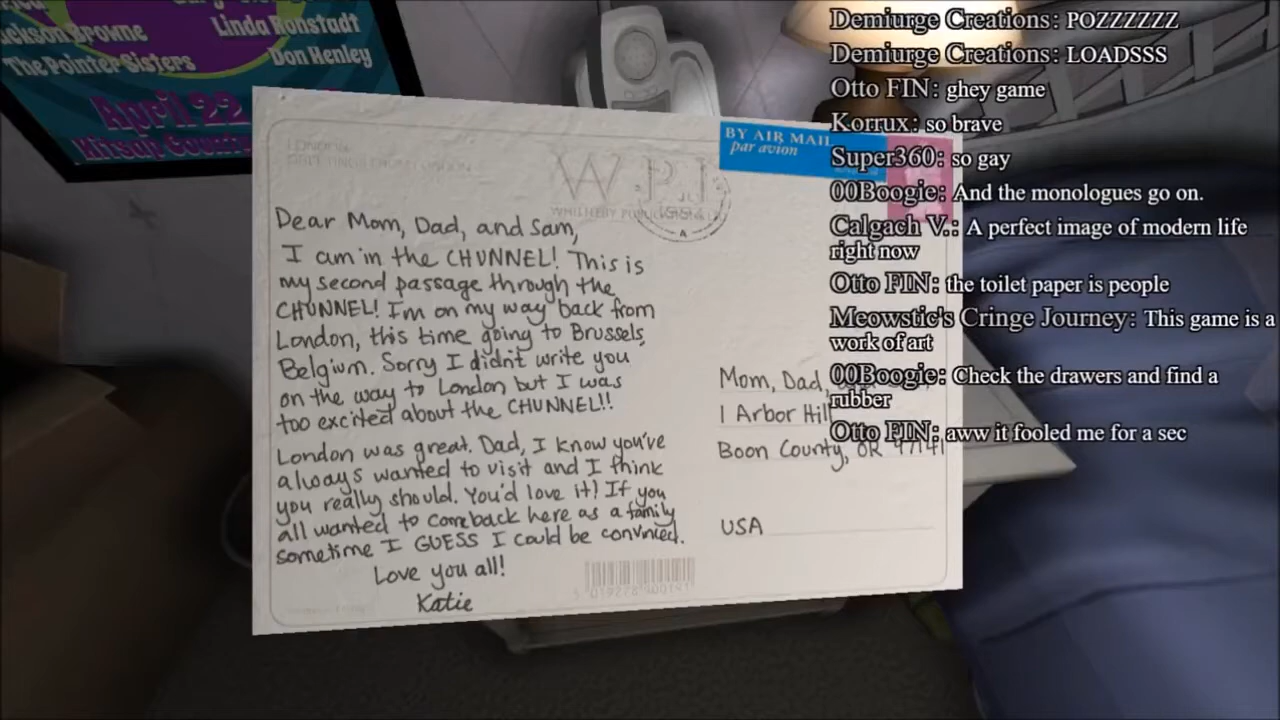 Linda Ronstadt
ckson Browne
Don Henley
The Pointer Sisters
April 22
Kitsap Count
LONDON
W P L
BY AIR MAIL
par avion
Dear Mom, Dad, and Sam,
I am in the CHUNNEL! This is
my second passage through the
CHUNNEL! I'm on my way back from
London, this time going to Brussels,
Belgium. Sorry I didn't write you
on the way to London but I was
too excited about the CHUNNEL!!
London was great. Dad, I know you've
always wanted to visit and I think
you really should. You'd love it! If you
all wanted to come back here as a family
sometime I GUESS I could be convinced.
Love you all!
Katie
Mom, Dad,
1 Arbor Hill
Boon County, OR 97141
USA
Demiurge Creations: POZZZZZZ
Demiurge Creations: LOADSSS
Otto FIN: ghey game
Korrux: so brave
Super360: so gay
00Boogie: And the monologues go on.
Calgach V.: A perfect image of modern life
right now
Otto FIN: the toilet paper is people
Meowstic's Cringe Journey: This game is a
work of art
00Boogie: Check the drawers and find a
rubber
Otto FIN: aww it fooled me for a sec